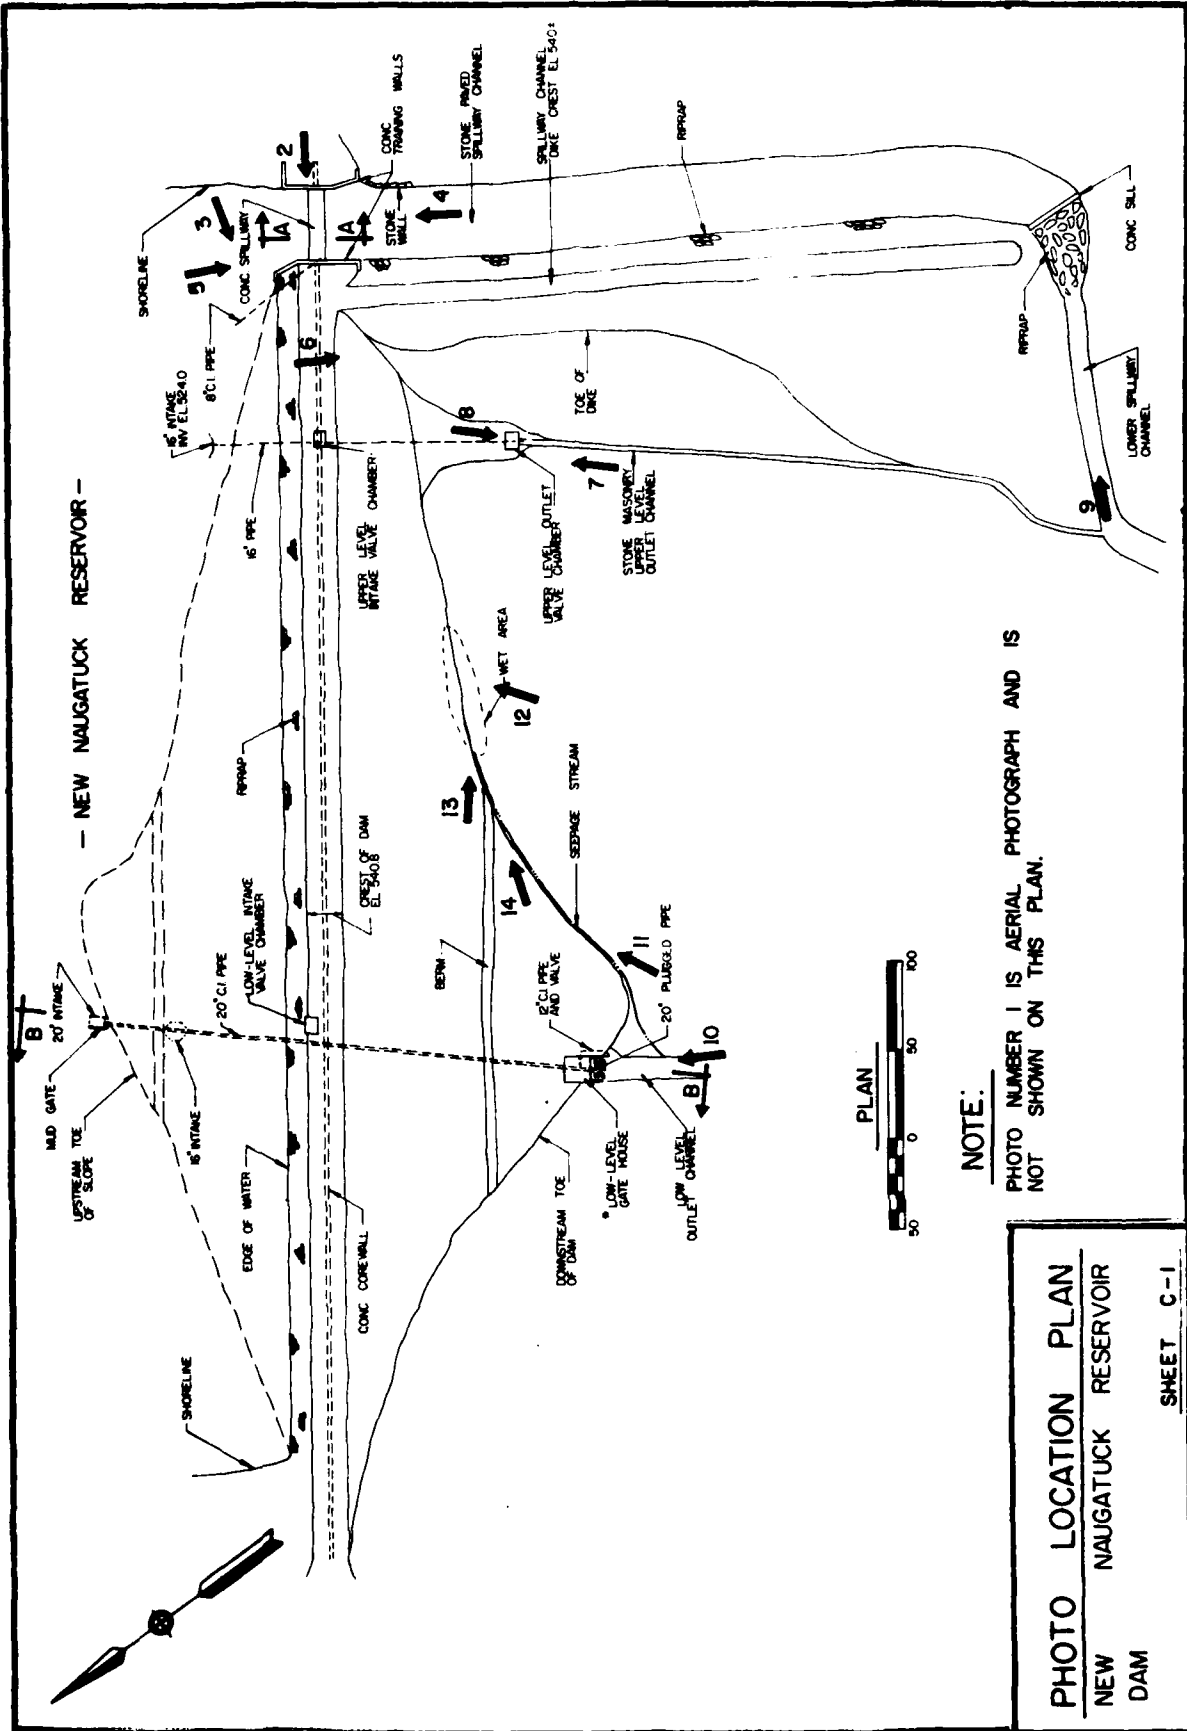 — NEW NAUGATUCK RESERVOIR —
B
20" INTAKE
MUD GATE
UPSTREAM TOE
OF SLOPE
16" INTAKE
20" C.I. PIPE
LOW-LEVEL INTAKE
VALVE CHAMBER
EDGE OF WATER
SHORELINE
CONC COREWALL
CREST OF DAM
EL 540.8
RIPRAP
16" PIPE
16" INTAKE
INV EL 524.0
8" C.I. PIPE
SHORELINE
CONC SPILLWAY
5
3
2
A
A
6
CONC
TRAINING WALLS
STONE
WALL
4
STONE PAVED
SPILLWAY CHANNEL
SPILLWAY CHANNEL
DIKE CREST EL 540±
RIPRAP
UPPER LEVEL
INTAKE VALVE CHAMBER
8
UPPER LEVEL OUTLET
VALVE CHAMBER
7
TOE OF
DIKE
STONE MASONRY
UPPER LEVEL
OUTLET CHANNEL
CONC SILL
RIPRAP
LOWER SPILLWAY
CHANNEL
9
WET AREA
12
13
14
SEEPAGE STREAM
11
BERM
12" C.I. PIPE
AND VALVE
20" PLUGGED PIPE
10
B
LOW LEVEL
OUTLET CHANNEL
* LOW-LEVEL
GATE HOUSE
DOWNSTREAM TOE
OF DAM
PLAN
50 0 50 100
NOTE:
PHOTO NUMBER 1 IS AERIAL PHOTOGRAPH AND IS
NOT SHOWN ON THIS PLAN.
PHOTO LOCATION PLAN
NEW NAUGATUCK RESERVOIR
DAM
SHEET C-1